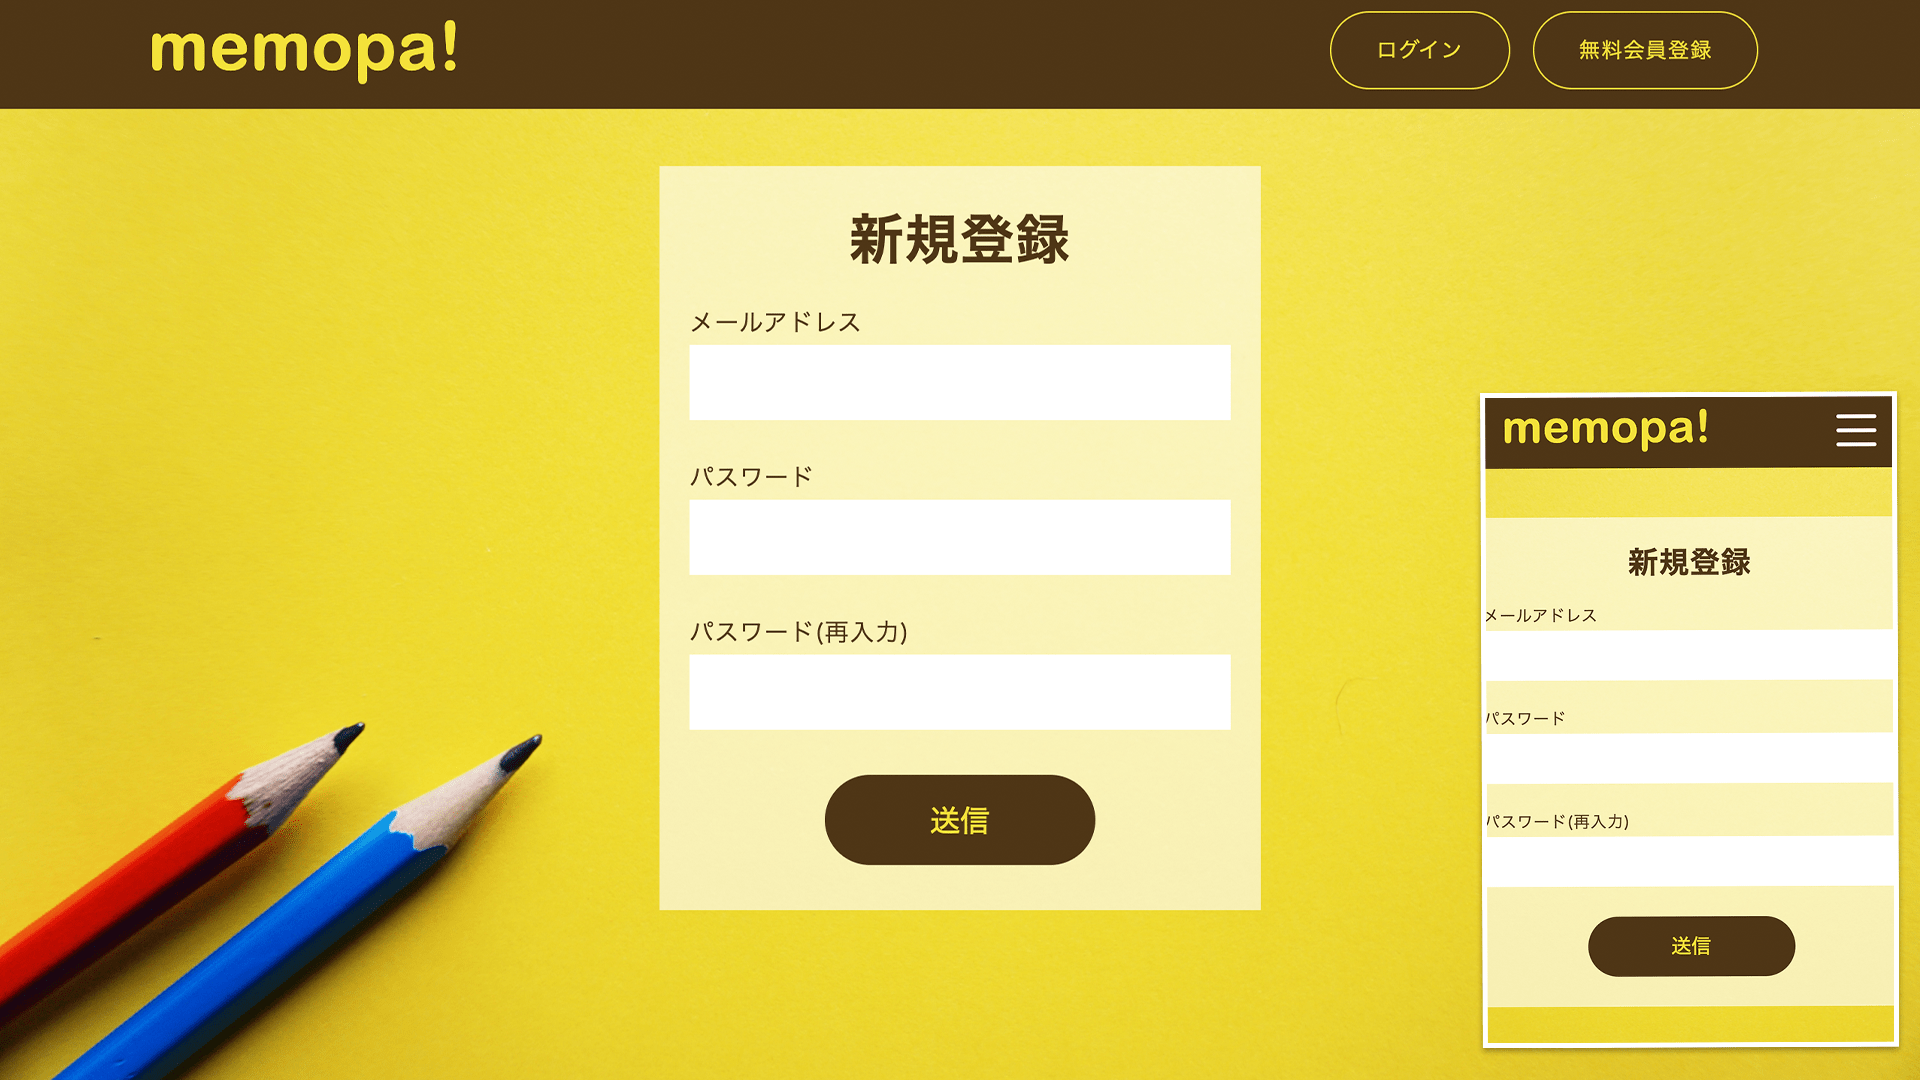 memopa!
ログイン
無料会員登録
新規登録
メールアドレス
パスワード
パスワード(再入力)
送信
memopa!
新規登録
メールアドレス
パスワード
パスワード(再入力)
送信